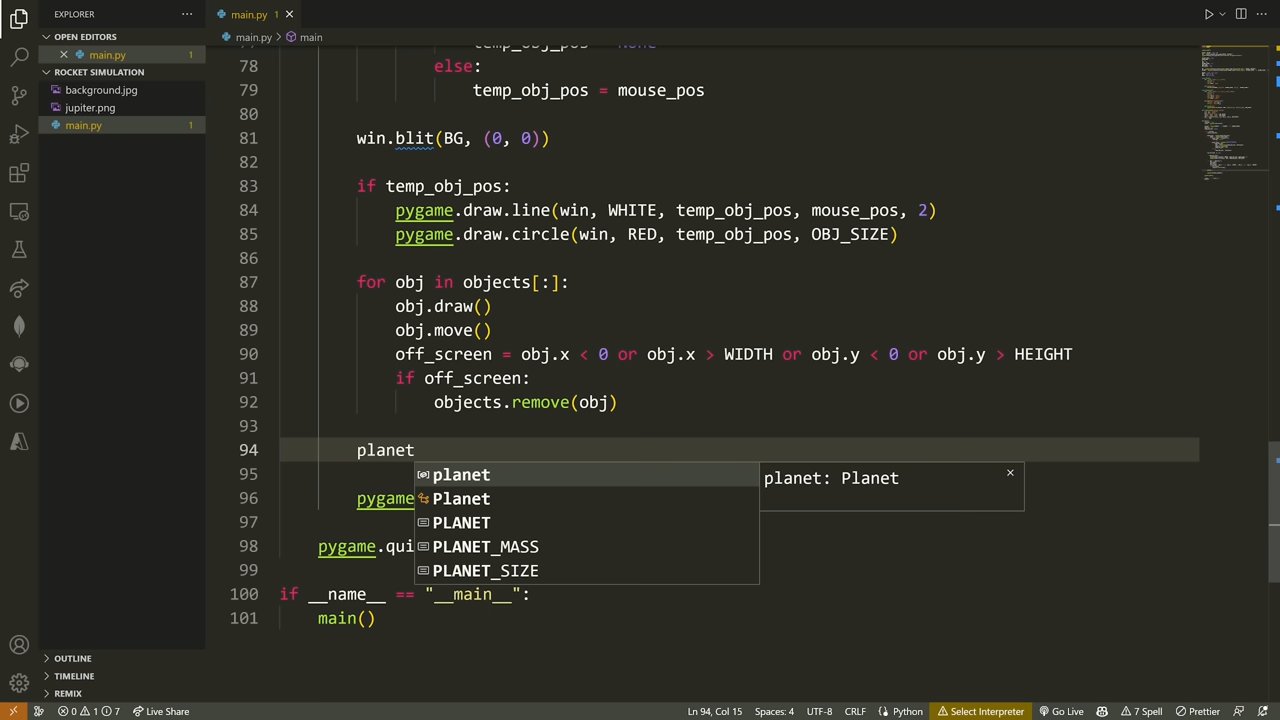 EXPLORER
···
main.py 1 ×
OPEN EDITORS
main.py > main
× main.py 1
ROCKET SIMULATION
background.jpg
jupiter.png
main.py 1
78 else:
79 temp_obj_pos = mouse_pos
80
81 win.blit(BG, (0, 0))
82
83 if temp_obj_pos:
84 pygame.draw.line(win, WHITE, temp_obj_pos, mouse_pos, 2)
85 pygame.draw.circle(win, RED, temp_obj_pos, OBJ_SIZE)
86
87 for obj in objects[:]:
88 obj.draw()
89 obj.move()
90 off_screen = obj.x < 0 or obj.x > WIDTH or obj.y < 0 or obj.y > HEIGHT
91 if off_screen:
92 objects.remove(obj)
93
94 planet
95
96 pygame
97
98 pygame.qui
99
100 if __name__ == "__main__":
101 main()
planet
Planet
PLANET
PLANET_MASS
PLANET_SIZE
planet: Planet ×
OUTLINE
TIMELINE
REMIX
0 1 7 Live Share Ln 94, Col 15 Spaces: 4 UTF-8 CRLF Python Select Interpreter Go Live 7 Spell Prettier